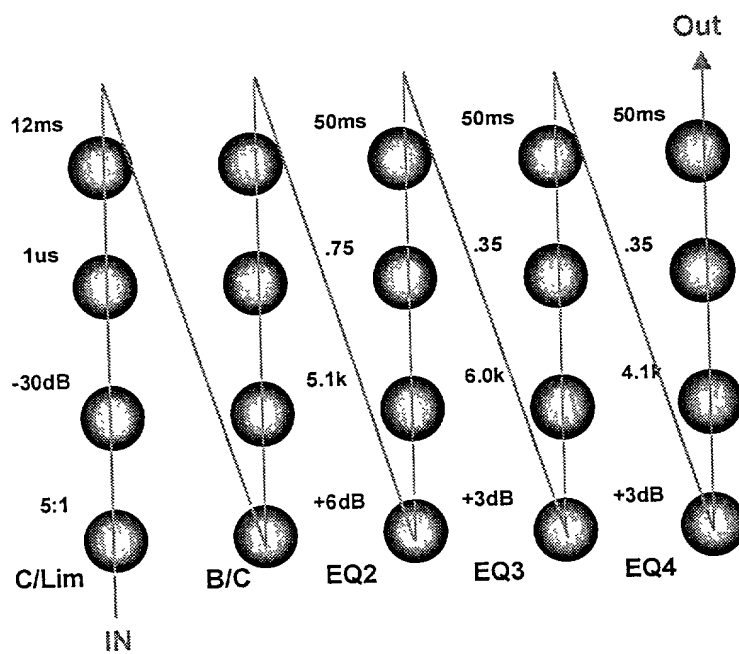 Out
12ms 50ms 50ms 50ms
1us .75 .35 .35
-30dB 5.1k 6.0k 4.1k
5:1 +6dB +3dB +3dB
C/Lim B/C EQ2 EQ3 EQ4
IN